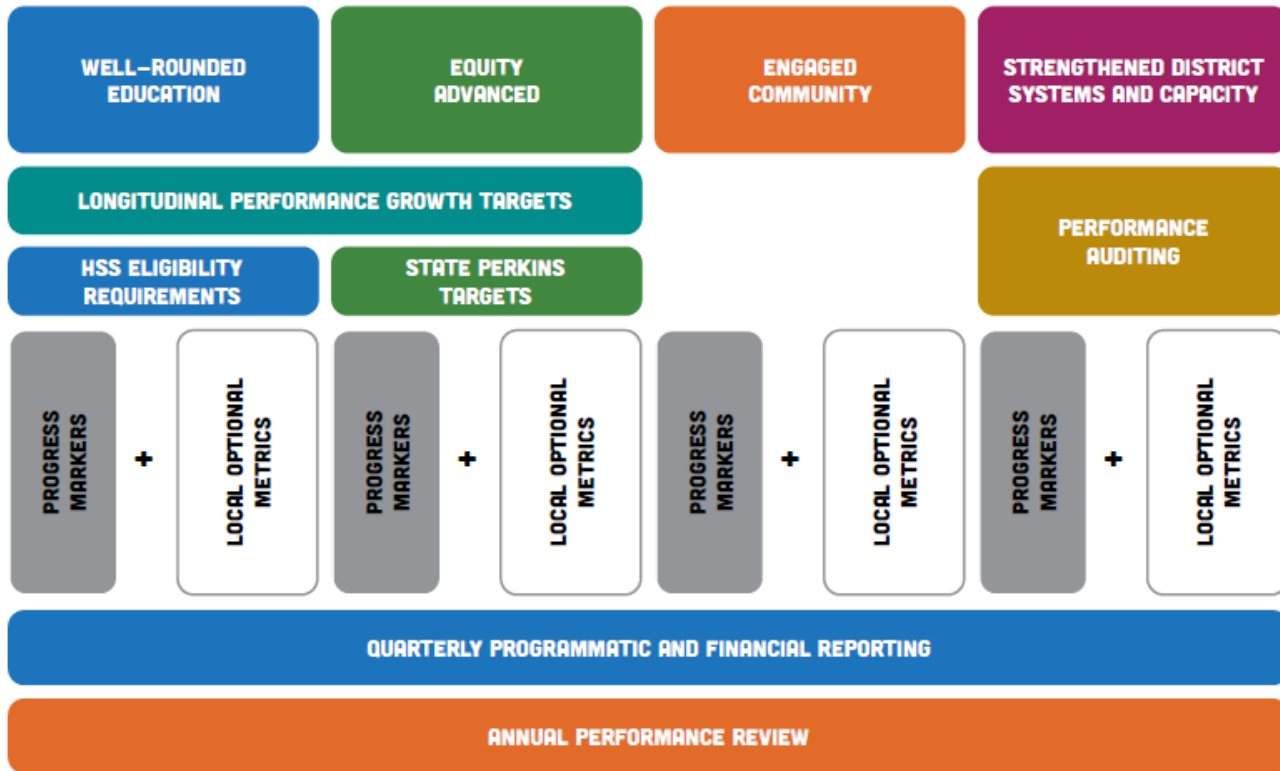 WELL-ROUNDED
EDUCATION
EQUITY
ADVANCED
ENGAGED
COMMUNITY
STRENGTHENED DISTRICT
SYSTEMS AND CAPACITY
LONGITUDINAL PERFORMANCE GROWTH TARGETS
PERFORMANCE
AUDITING
HSS ELIGIBILITY
REQUIREMENTS
STATE PERKINS
TARGETS
PROGRESS
MARKERS
+
LOCAL OPTIONAL
METRICS
PROGRESS
MARKERS
+
LOCAL OPTIONAL
METRICS
PROGRESS
MARKERS
+
LOCAL OPTIONAL
METRICS
PROGRESS
MARKERS
+
LOCAL OPTIONAL
METRICS
QUARTERLY PROGRAMMATIC AND FINANCIAL REPORTING
ANNUAL PERFORMANCE REVIEW